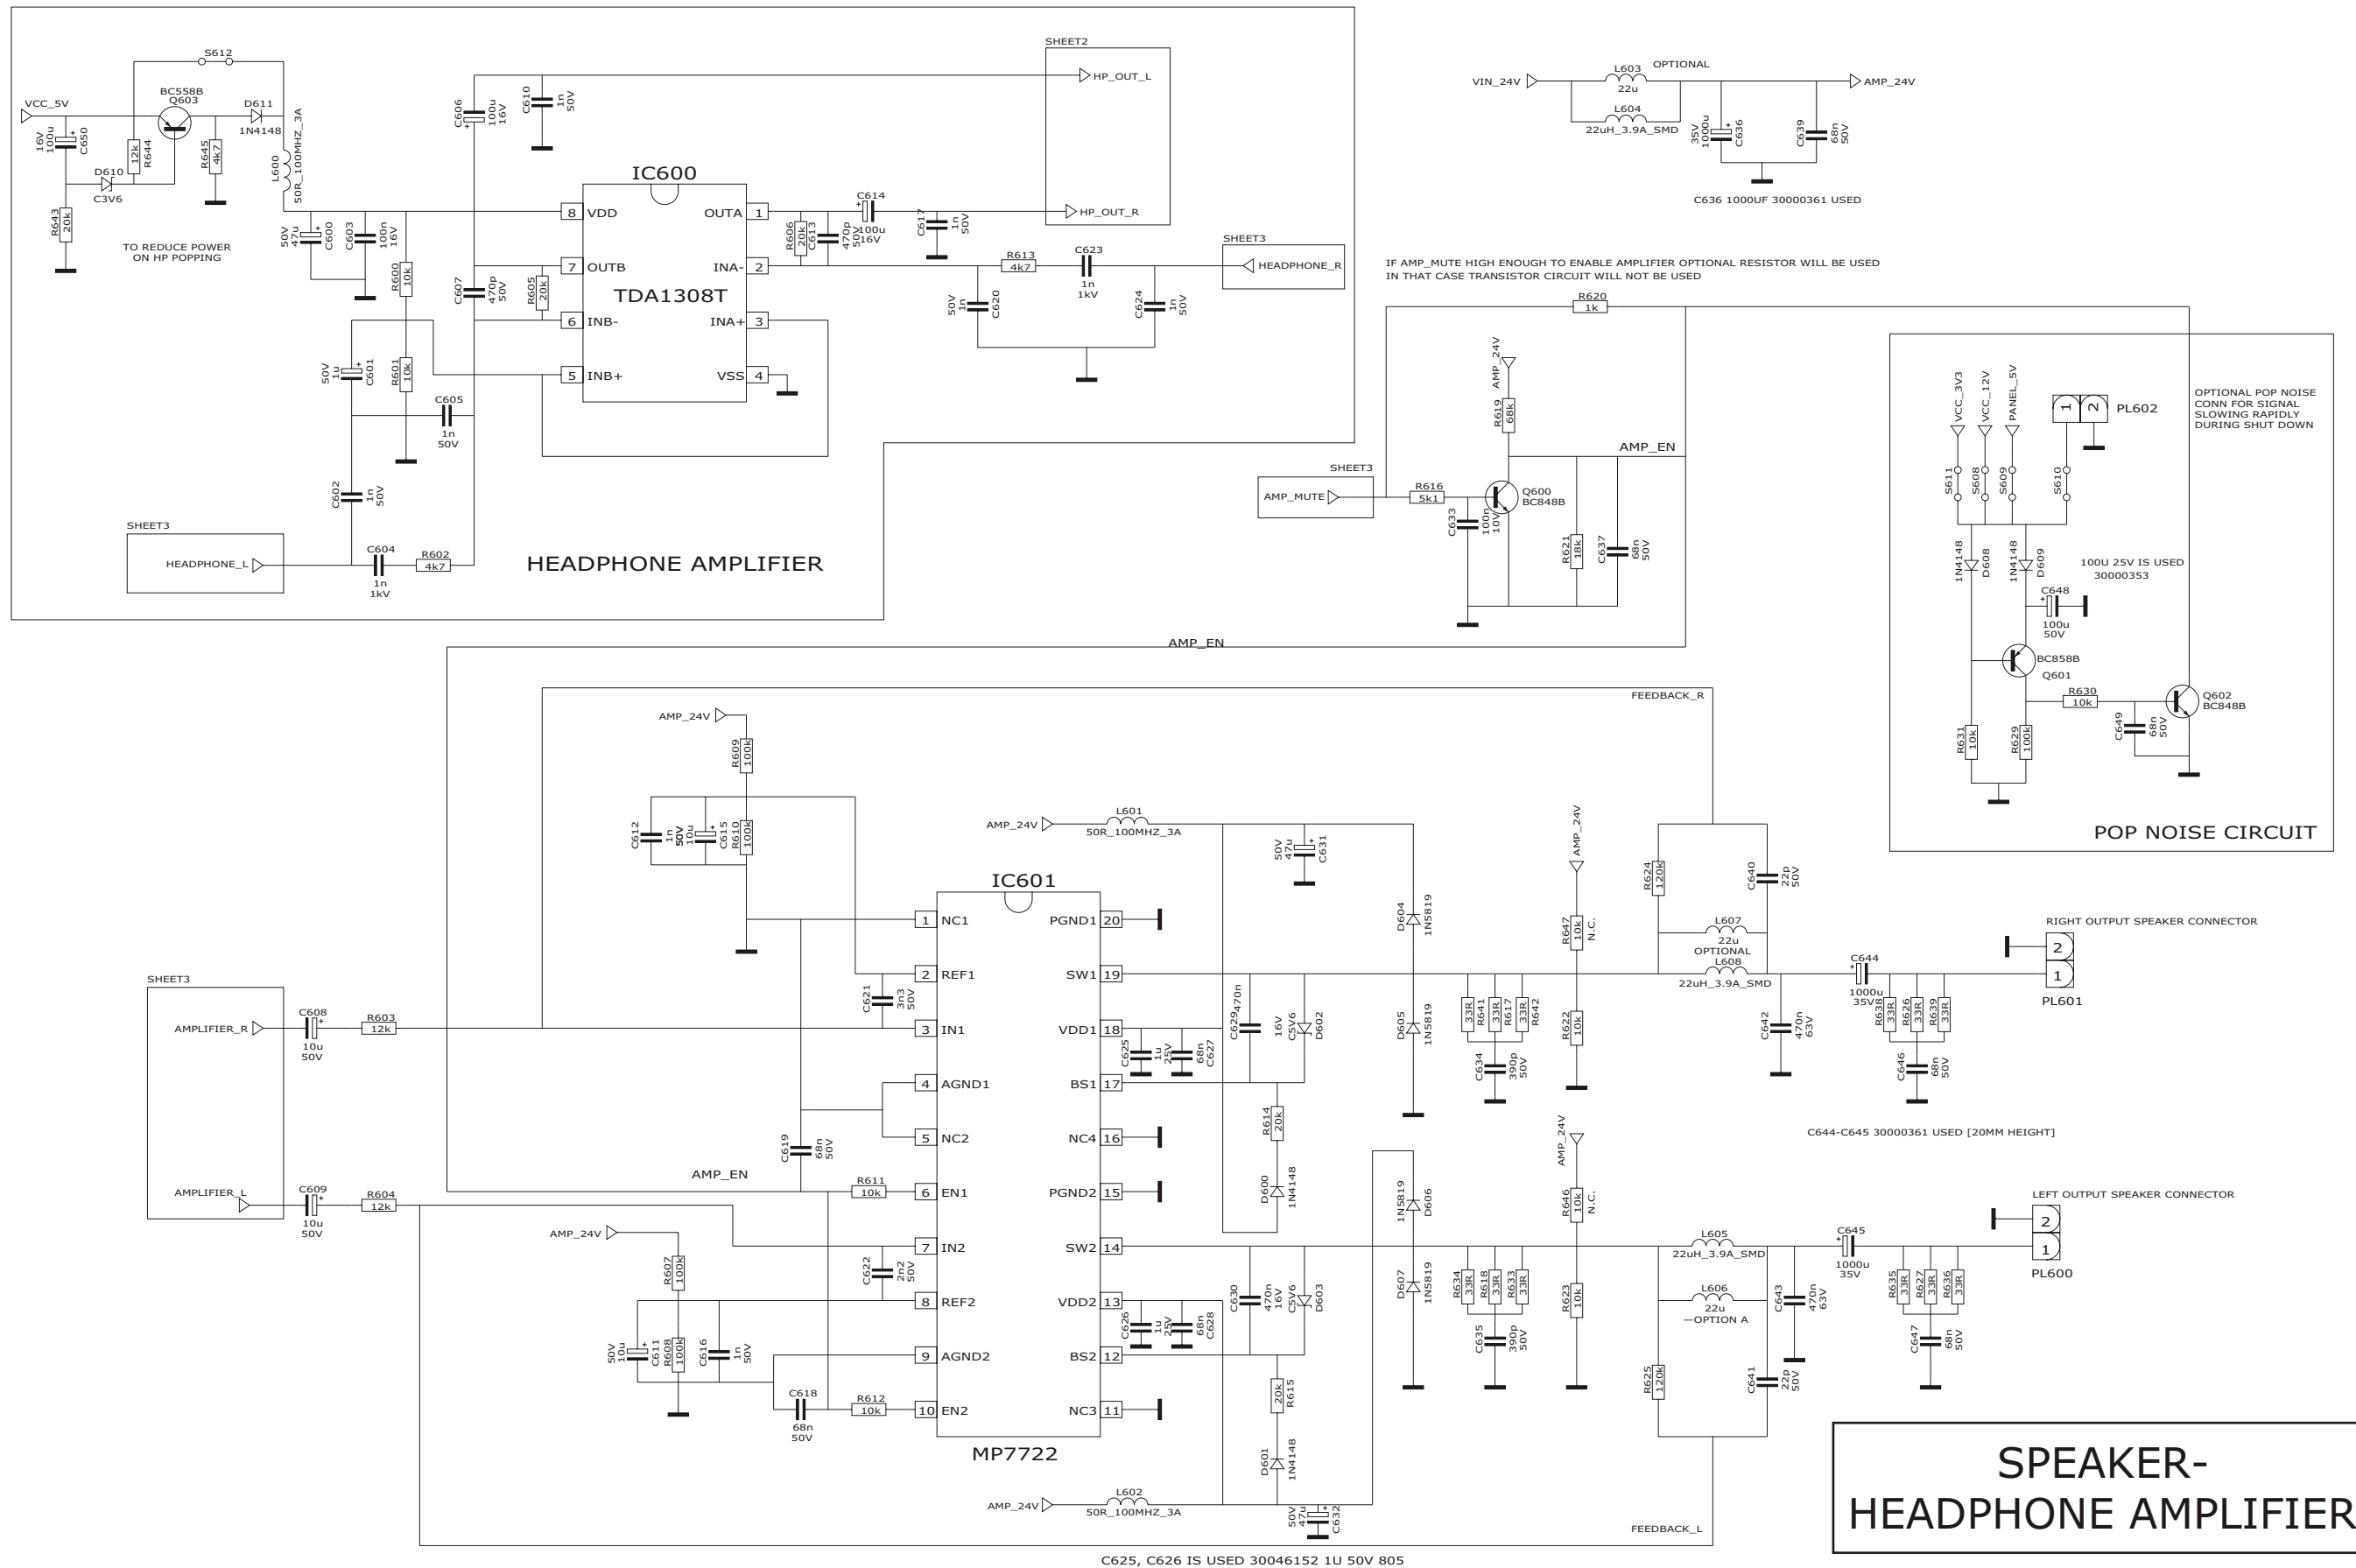 S612
VCC_5V
BC558B
Q603
D611
1N4148
16V
100u
C650
12k
R644
R645
4k7
L600
50R_100MHZ_3A
D610
C3V6
R643
20k
TO REDUCE POWER
ON HP POPPING
50V
47u
C600
C603
100n
16V
R600
10k
50V
1u
C601
R601
10k
C605
1n
50V
C602
1n
50V
SHEET3
HEADPHONE_L
C604
1n
1kV
R602
4k7
C606
100u
16V
C610
1n
50V
C607
470p
50V
R605
20k
IC600
TDA1308T
8 VDD
7 OUTB
6 INB-
5 INB+
OUTA 1
INA- 2
INA+ 3
VSS 4
R606
20k
C613
470p
50V
C614
100u
16V
C617
1n
50V
SHEET2
HP_OUT_L
HP_OUT_R
R613
4k7
C623
1n
1kV
50V
1n
C620
C624
1n
50V
SHEET3
HEADPHONE_R
HEADPHONE AMPLIFIER
VIN_24V
L603
OPTIONAL
22u
L604
22uH_3.9A_SMD
AMP_24V
35V
1000u
C636
C639
68n
50V
C636 1000UF 30000361 USED
IF AMP_MUTE HIGH ENOUGH TO ENABLE AMPLIFIER OPTIONAL RESISTOR WILL BE USED
IN THAT CASE TRANSISTOR CIRCUIT WILL NOT BE USED
R620
1k
AMP_24V
R619
68k
AMP_EN
SHEET3
AMP_MUTE
R616
5k1
C633
100n
10V
Q600
BC848B
R621
18k
C637
68n
50V
VCC_3V3
VCC_12V
PANEL_5V
1 2
PL602
OPTIONAL POP NOISE
CONN FOR SIGNAL
SLOWING RAPIDLY
DURING SHUT DOWN
S611
S608
S609
S610
1N4148
D608
1N4148
D609
100U 25V IS USED
30000353
C648
100u
50V
BC858B
Q601
R630
10k
Q602
BC848B
R631
10k
R629
100k
C649
68n
50V
POP NOISE CIRCUIT
AMP_EN
FEEDBACK_R
AMP_24V
R609
100k
C612
1n
50V
50V
10u
C615
R610
100k
AMP_24V
L601
50R_100MHZ_3A
50V
47u
C631
IC601
MP7722
1 NC1
2 REF1
3 IN1
4 AGND1
5 NC2
6 EN1
7 IN2
8 REF2
9 AGND2
10 EN2
PGND1 20
SW1 19
VDD1 18
BS1 17
NC4 16
PGND2 15
SW2 14
VDD2 13
BS2 12
NC3 11
SHEET3
AMPLIFIER_R
AMPLIFIER_L
C608
10u
50V
R603
12k
C609
10u
50V
R604
12k
C621
3n3
50V
C619
68n
50V
AMP_EN
R611
10k
AMP_24V
R607
100k
C622
2n2
50V
50V
10u
C611
R608
100k
C616
1n
50V
C618
68n
50V
R612
10k
C625
1u
25V
68n
C627
C629
470n
16V
C5V6
D602
R614
20k
D600
1N4148
D604
1N5819
D605
1N5819
AMP_24V
R647
10k
N.C.
33R
R641
33R
R617
33R
R642
C634
390p
50V
R622
10k
R624
120k
C640
22p
50V
L607
22u
OPTIONAL
L608
22uH_3.9A_SMD
C642
470n
63V
C644
1000u
35V
R638
33R
R626
33R
R639
33R
C646
68n
50V
RIGHT OUTPUT SPEAKER CONNECTOR
2
1
PL601
C644-C645 30000361 USED [20MM HEIGHT]
1N5819
D606
D607
1N5819
AMP_24V
R646
10k
N.C.
C626
1u
25V
68n
C628
C630
470n
16V
C5V6
D603
20k
R615
D601
1N4148
R634
33R
R618
33R
R633
33R
C635
390p
50V
R623
10k
L605
22uH_3.9A_SMD
L606
22u
—OPTION A
R625
120k
C641
22p
50V
C643
470n
63V
C645
1000u
35V
R635
33R
R627
33R
R636
33R
C647
68n
50V
LEFT OUTPUT SPEAKER CONNECTOR
2
1
PL600
AMP_24V
L602
50R_100MHZ_3A
50V
47u
C632
FEEDBACK_L
C625, C626 IS USED 30046152 1U 50V 805
SPEAKER-
HEADPHONE AMPLIFIER